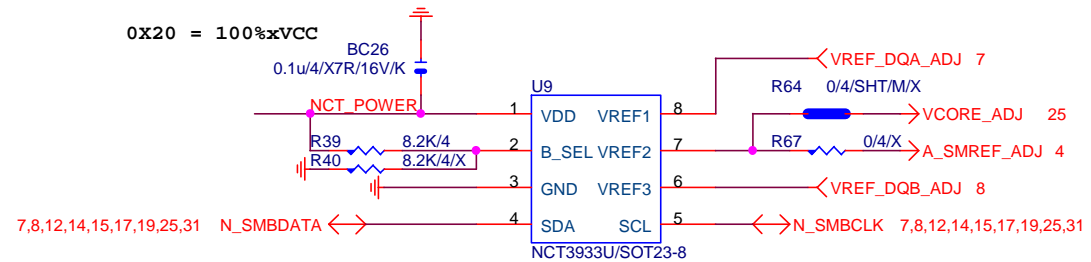 0X20 = 100%xVCC
BC26
0.1u/4/X7R/16V/K
U9
VREF_DQA_ADJ 7
R64 0/4/SHT/M/X
NCT_POWER
1 VDD VREF1 8
VCORE_ADJ 25
R39 8.2K/4
2 B_SEL VREF2 7
R67 0/4/X
A_SMREF_ADJ 4
R40 8.2K/4/X
3 GND VREF3 6
VREF_DQB_ADJ 8
7,8,12,14,15,17,19,25,31 N_SMBDATA
4 SDA SCL 5
N_SMBCLK 7,8,12,14,15,17,19,25,31
NCT3933U/SOT23-8